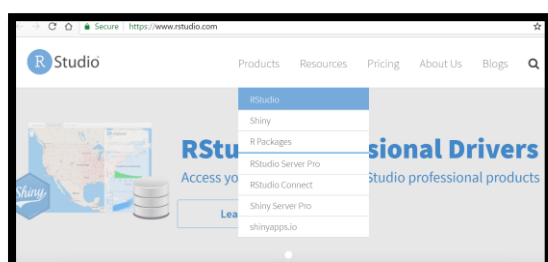 Secure https://www.rstudio.com
R Studio
Products Resources Pricing About Us Blogs
RStudio
Shiny
R Packages
RStudio Server Pro
RStudio Connect
Shiny Server Pro
shinyapps.io
RStu sional Drivers
Access yo Studio professional products
Lea
Shiny